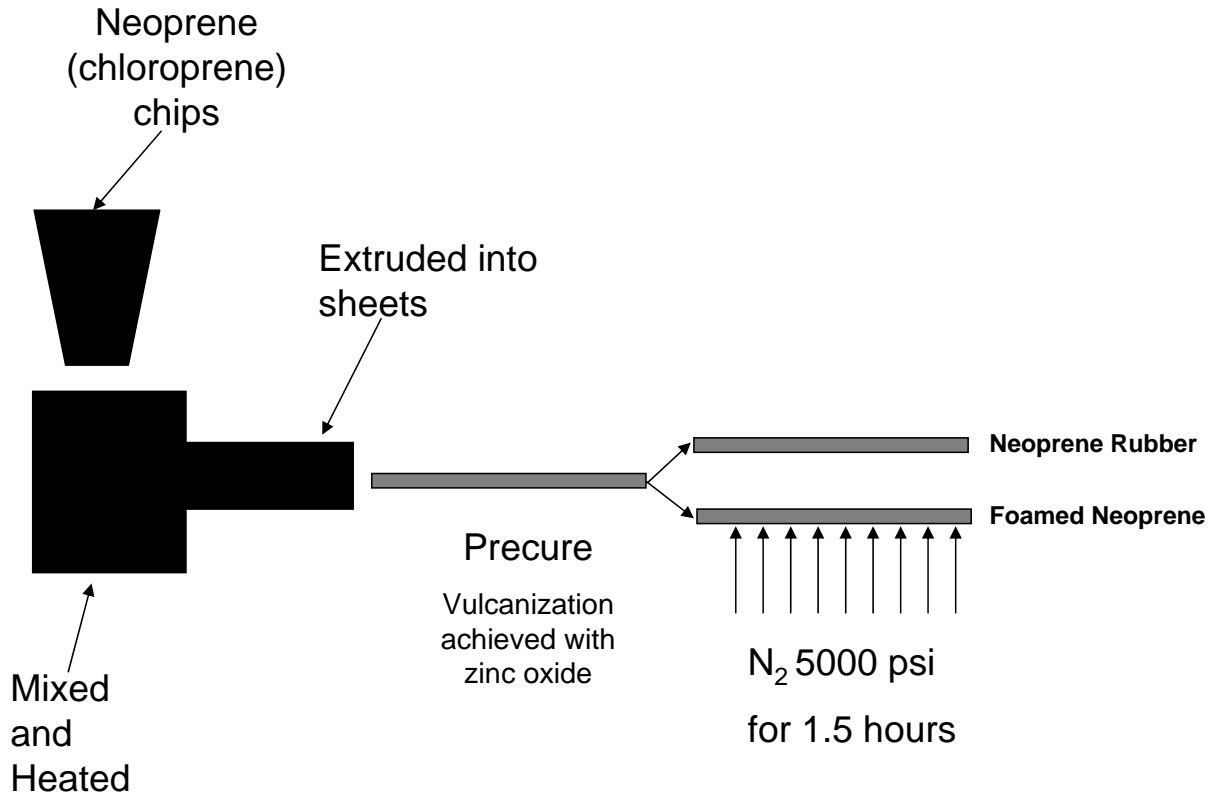 Neoprene
(chloroprene)
chips
Extruded into
sheets
Neoprene Rubber
Foamed Neoprene
Precure
Vulcanization
achieved with
zinc oxide
N₂ 5000 psi
for 1.5 hours
Mixed
and
Heated